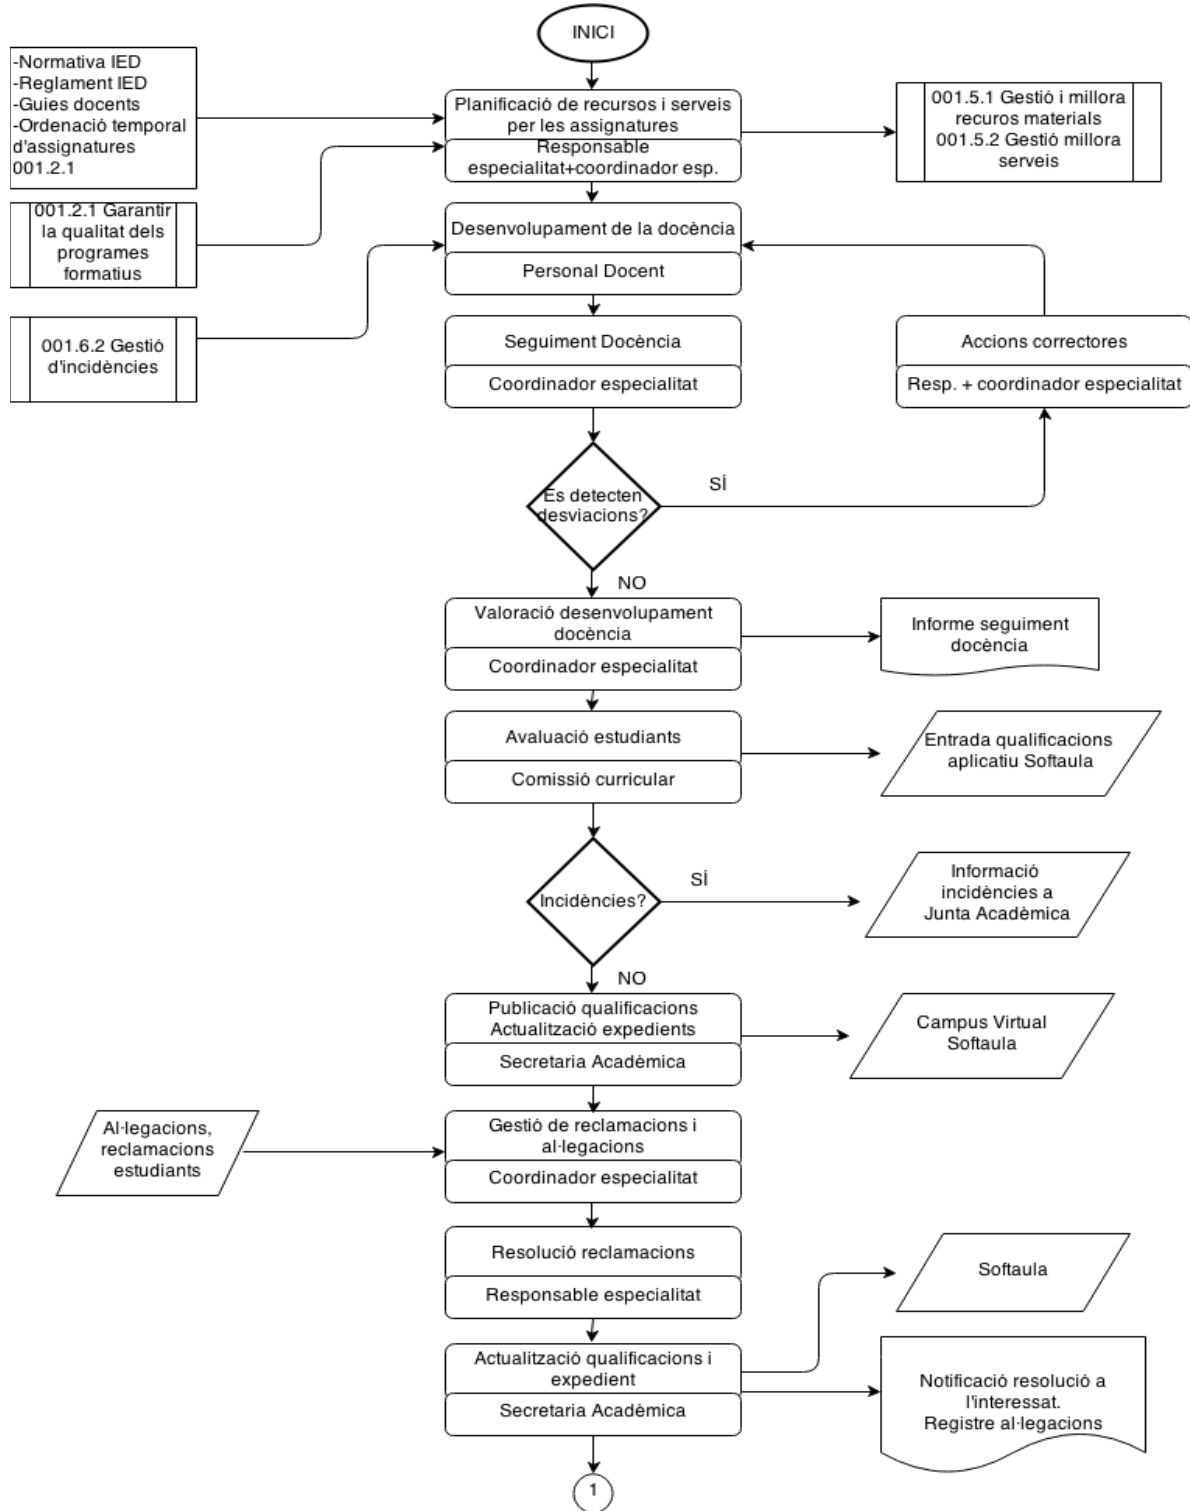 INICI
-Normativa IED
-Reglament IED
-Guies docents
-Ordenació temporal
d'assignatures
001.2.1
Planificació de recursos i serveis
per les assignatures
Responsable
especialitat+coordinador esp.
001.5.1 Gestió i millora
recuros materials
001.5.2 Gestió millora
serveis
001.2.1 Garantir
la qualitat dels
programes
formatius
Desenvolupament de la docència
Personal Docent
001.6.2 Gestió
d'incidències
Seguiment Docència
Coordinador especialitat
Accions correctores
Resp. + coordinador especialitat
Es detecten
desviacions?
SÍ
NO
Valoració desenvolupament
docència
Coordinador especialitat
Informe seguiment
docència
Avaluació estudiants
Comissió curricular
Entrada qualificacions
aplicatiu Softaula
Incidències?
SÍ
Informació
incidències a
Junta Acadèmica
NO
Publicació qualificacions
Actualització expedients
Secretaria Acadèmica
Campus Virtual
Softaula
Al·legacions,
reclamacions
estudiants
Gestió de reclamacions i
al·legacions
Coordinador especialitat
Resolució reclamacions
Responsable especialitat
Softaula
Actualització qualificacions i
expedient
Secretaria Acadèmica
Notificació resolució a
l'interessat.
Registre al·legacions
1